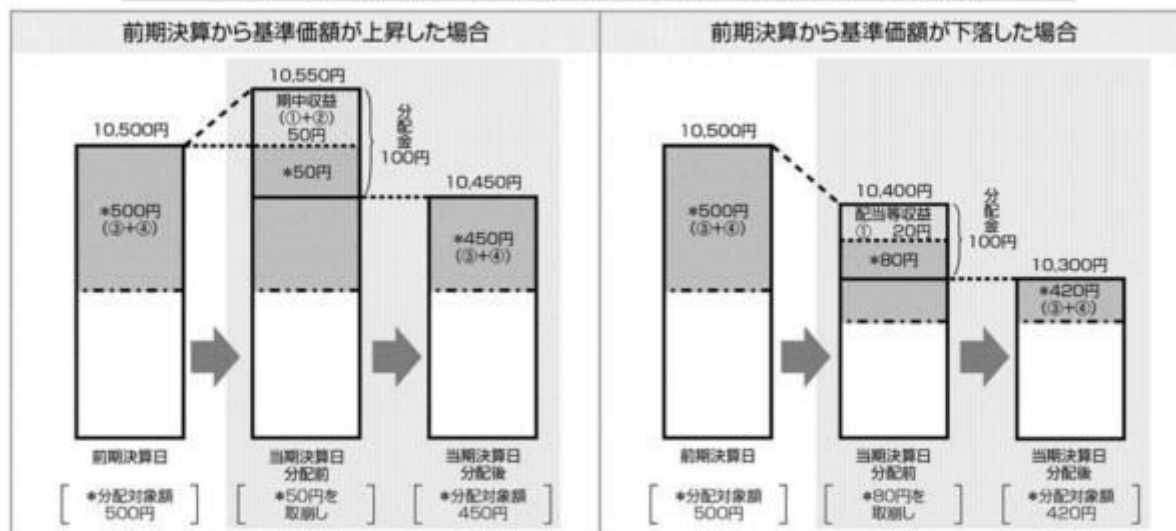 前期決算から基準価額が上昇した場合
10,550円
期中収益
(①+②)
50円
*50円
分配金
100円
10,500円
*500円
(③+④)
10,450円
*450円
(③+④)
前期決算日
当期決算日
分配前
当期決算日
分配後
*分配対象額
500円
*50円を
取崩し
*分配対象額
450円
前期決算から基準価額が下落した場合
10,500円
*500円
(③+④)
10,400円
配当等収益
① 20円
*80円
分配金
100円
10,300円
*420円
(③+④)
前期決算日
当期決算日
分配前
当期決算日
分配後
*分配対象額
500円
*80円を
取崩し
*分配対象額
420円